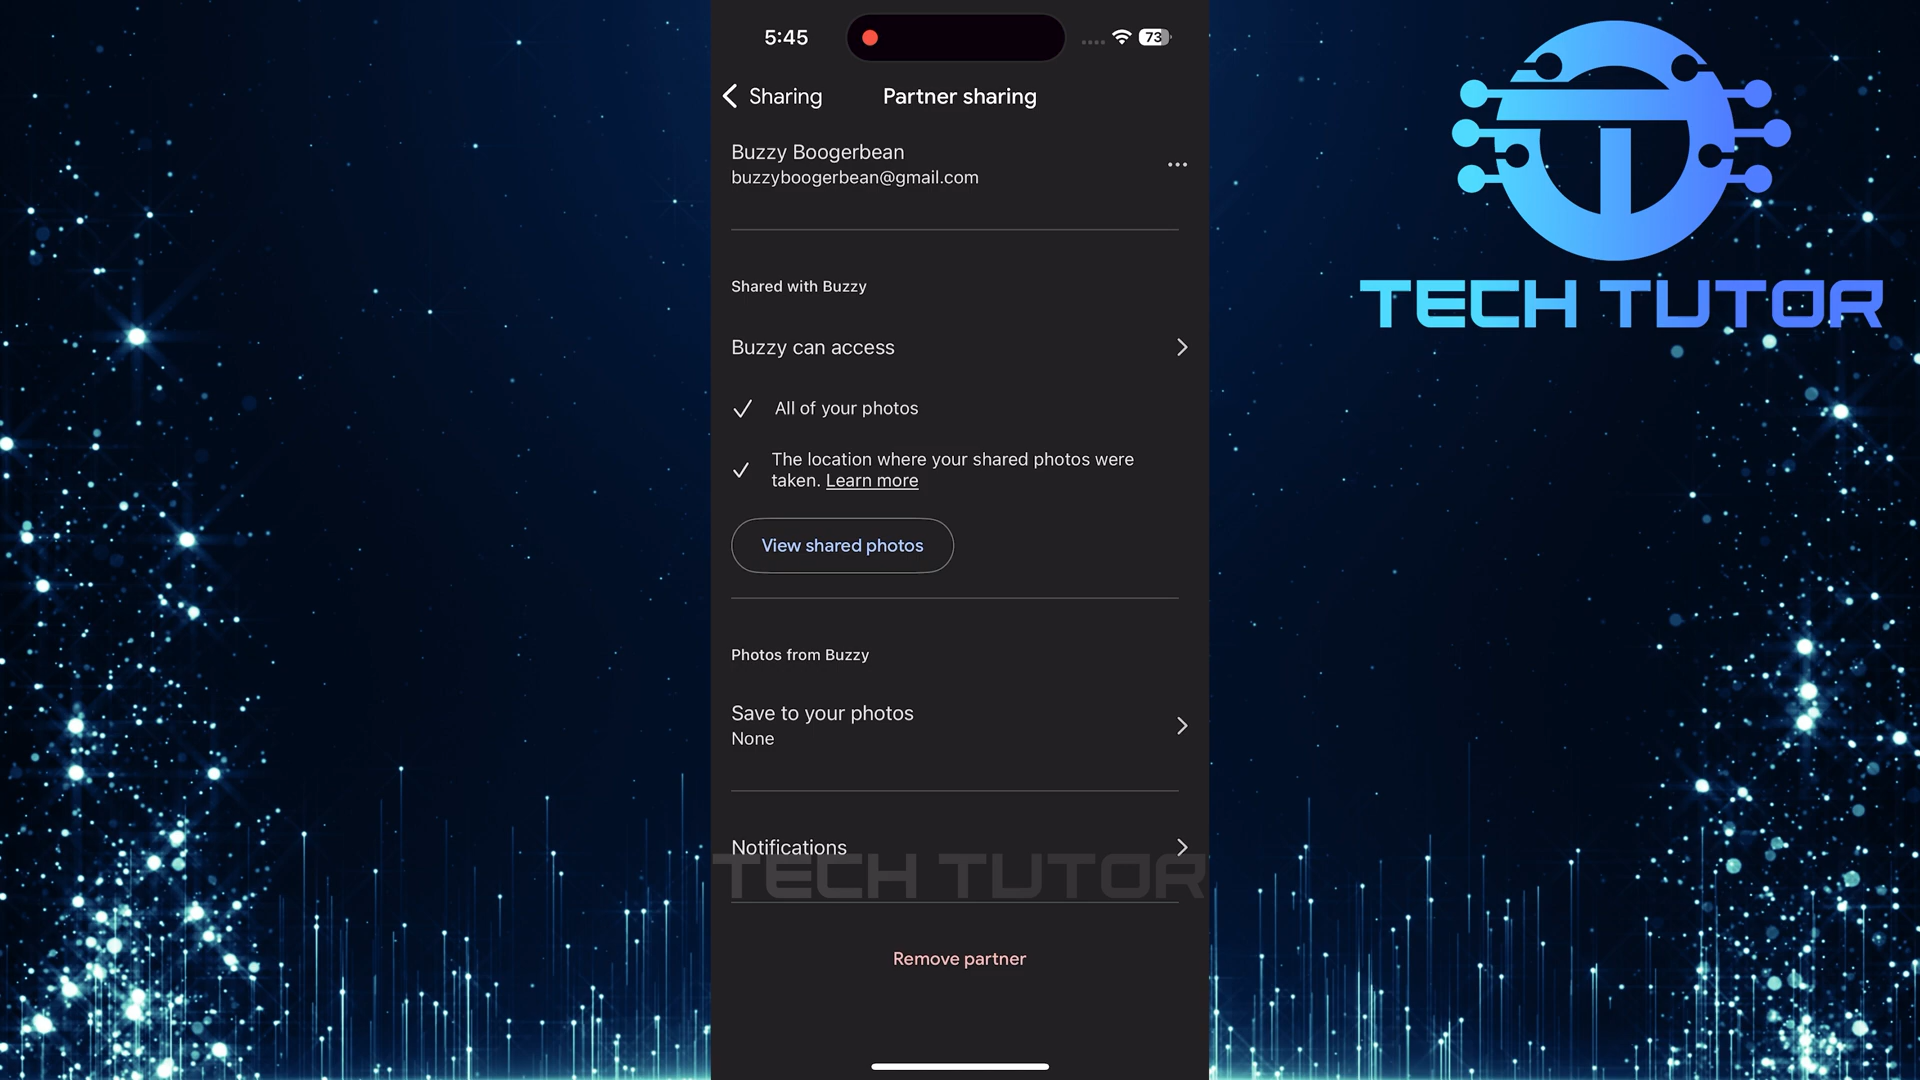 5:45
73
Sharing
Partner sharing
Buzzy Boogerbean
buzzyboogerbean@gmail.com
Shared with Buzzy
Buzzy can access
All of your photos
The location where your shared photos were
taken. Learn more
View shared photos
Photos from Buzzy
Save to your photos
None
Notifications
TECH TUTOR
Remove partner
TECH TUTOR